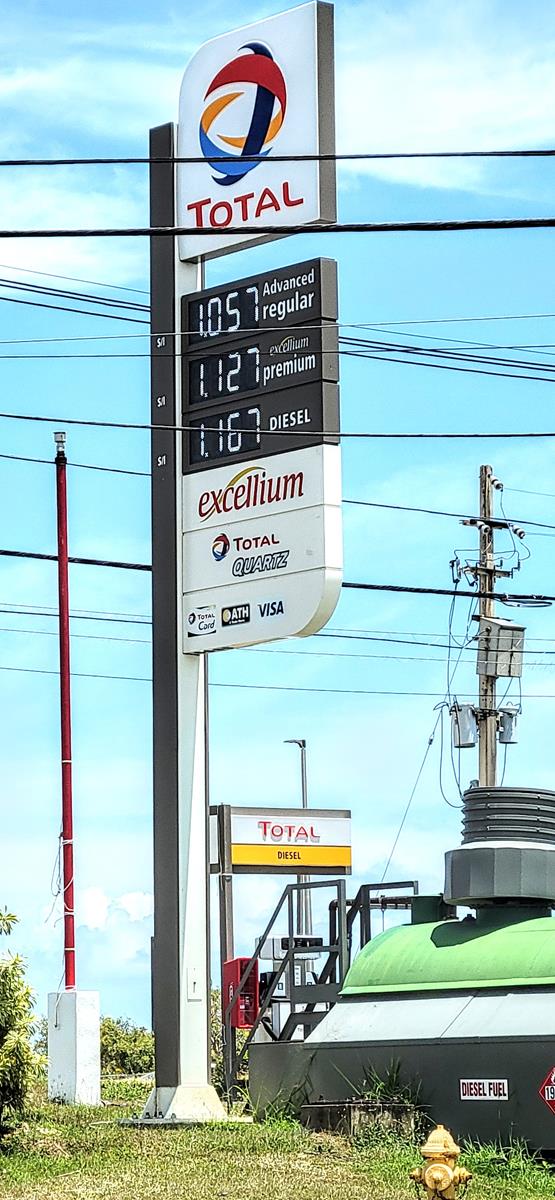 TOTAL
1.057 Advanced
regular
1.127 excellium
premium
1.167 DIESEL
S/I
S/I
S/I
excellium
TOTAL
QUARTZ
TOTAL
Card
ATH
VISA
TOTAL
DIESEL
DIESEL FUEL
19